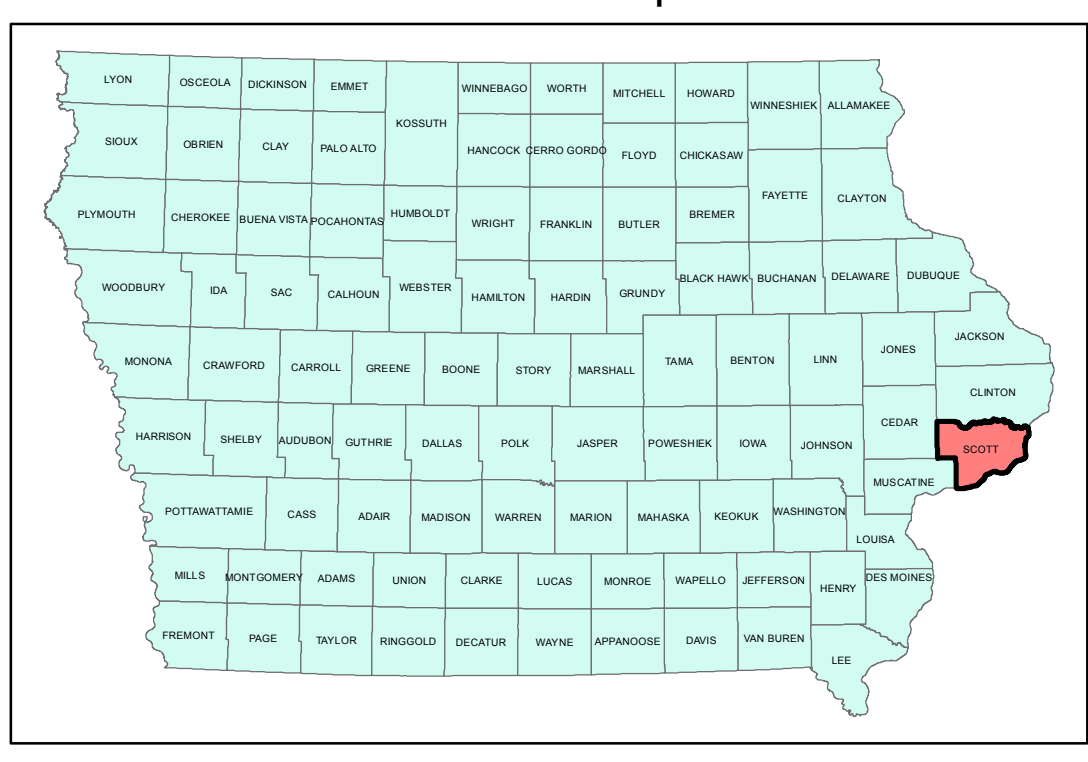 LYON
OSCEOLA
DICKINSON
EMMET
KOSSUTH
WINNEBAGO
WORTH
MITCHELL
HOWARD
WINNESHIEK
ALLAMAKEE
SIOUX
OBRIEN
CLAY
PALO ALTO
HANCOCK
CERRO GORDO
FLOYD
CHICKASAW
FAYETTE
CLAYTON
PLYMOUTH
CHEROKEE
BUENA VISTA
POCAHONTAS
HUMBOLDT
WRIGHT
FRANKLIN
BUTLER
BREMER
WOODBURY
IDA
SAC
CALHOUN
WEBSTER
HAMILTON
HARDIN
GRUNDY
BLACK HAWK
BUCHANAN
DELAWARE
DUBUQUE
MONONA
CRAWFORD
CARROLL
GREENE
BOONE
STORY
MARSHALL
TAMA
BENTON
LINN
JONES
JACKSON
CLINTON
HARRISON
SHELBY
AUDUBON
GUTHRIE
DALLAS
POLK
JASPER
POWESHIEK
IOWA
JOHNSON
CEDAR
SCOTT
MUSCATINE
POTTAWATTAMIE
CASS
ADAIR
MADISON
WARREN
MARION
MAHASKA
KEOKUK
WASHINGTON
LOUISA
MILLS
MONTGOMERY
ADAMS
UNION
CLARKE
LUCAS
MONROE
WAPELLO
JEFFERSON
HENRY
DES MOINES
FREMONT
PAGE
TAYLOR
RINGGOLD
DECATUR
WAYNE
APPANOOSE
DAVIS
VAN BUREN
LEE